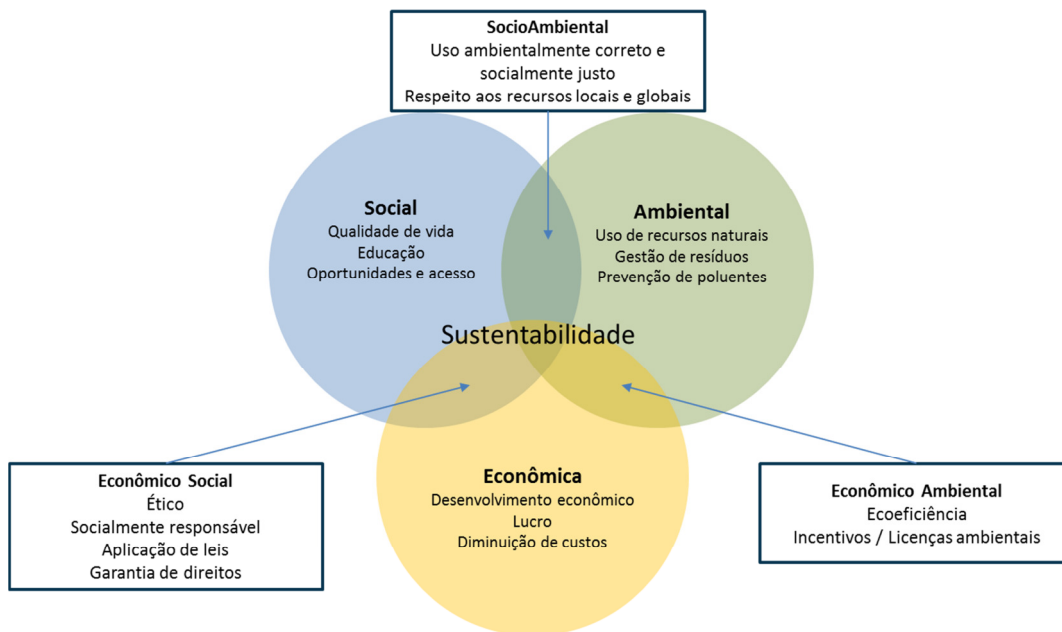 SocioAmbiental
Uso ambientalmente correto e
socialmente justo
Respeito aos recursos locais e globais
Social
Qualidade de vida
Educação
Oportunidades e acesso
Ambiental
Uso de recursos naturais
Gestão de resíduos
Prevenção de poluentes
Sustentabilidade
Econômico Social
Ético
Socialmente responsável
Aplicação de leis
Garantia de direitos
Econômica
Desenvolvimento econômico
Lucro
Diminuição de custos
Econômico Ambiental
Ecoeficiência
Incentivos / Licenças ambientais